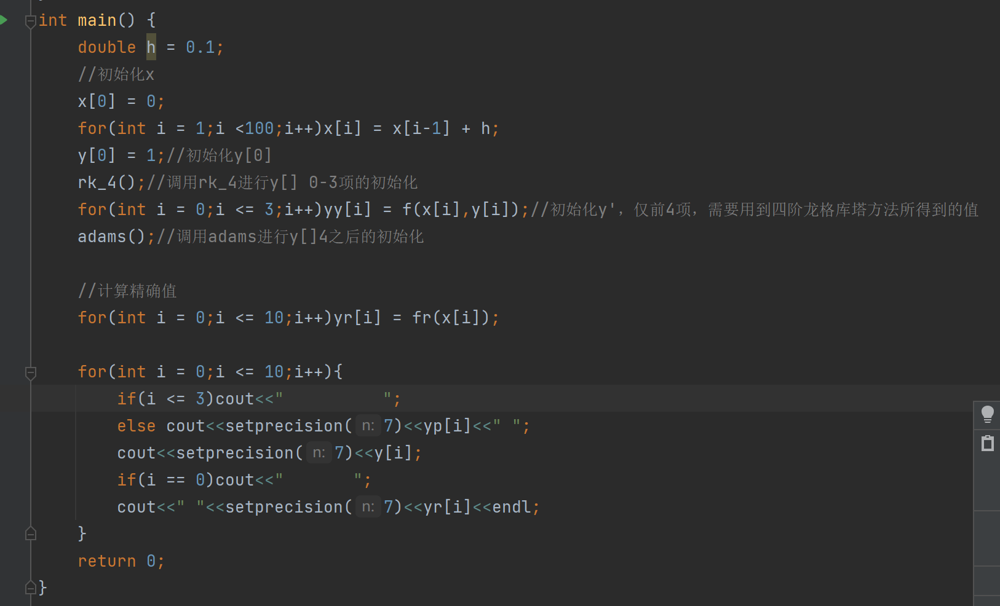 int main() {
    double h = 0.1;
    //初始化x
    x[0] = 0;
    for(int i = 1;i <100;i++)x[i] = x[i-1] + h;
    y[0] = 1;//初始化y[0]
    rk_4();//调用rk_4进行y[] 0-3项的初始化
    for(int i = 0;i <= 3;i++)yy[i] = f(x[i],y[i]);//初始化y'，仅前4项，需要用到四阶龙格库塔方法所得到的值
    adams();//调用adams进行y[]4之后的初始化
    //计算精确值
    for(int i = 0;i <= 10;i++)yr[i] = fr(x[i]);
    for(int i = 0;i <= 10;i++){
        if(i <= 3)cout<<"          ";
        else cout<<setprecision( n: 7)<<yp[i]<<" ";
        cout<<setprecision( n: 7)<<y[i];
        if(i == 0)cout<<"       ";
        cout<<" "<<setprecision( n: 7)<<yr[i]<<endl;
    }
    return 0;
}